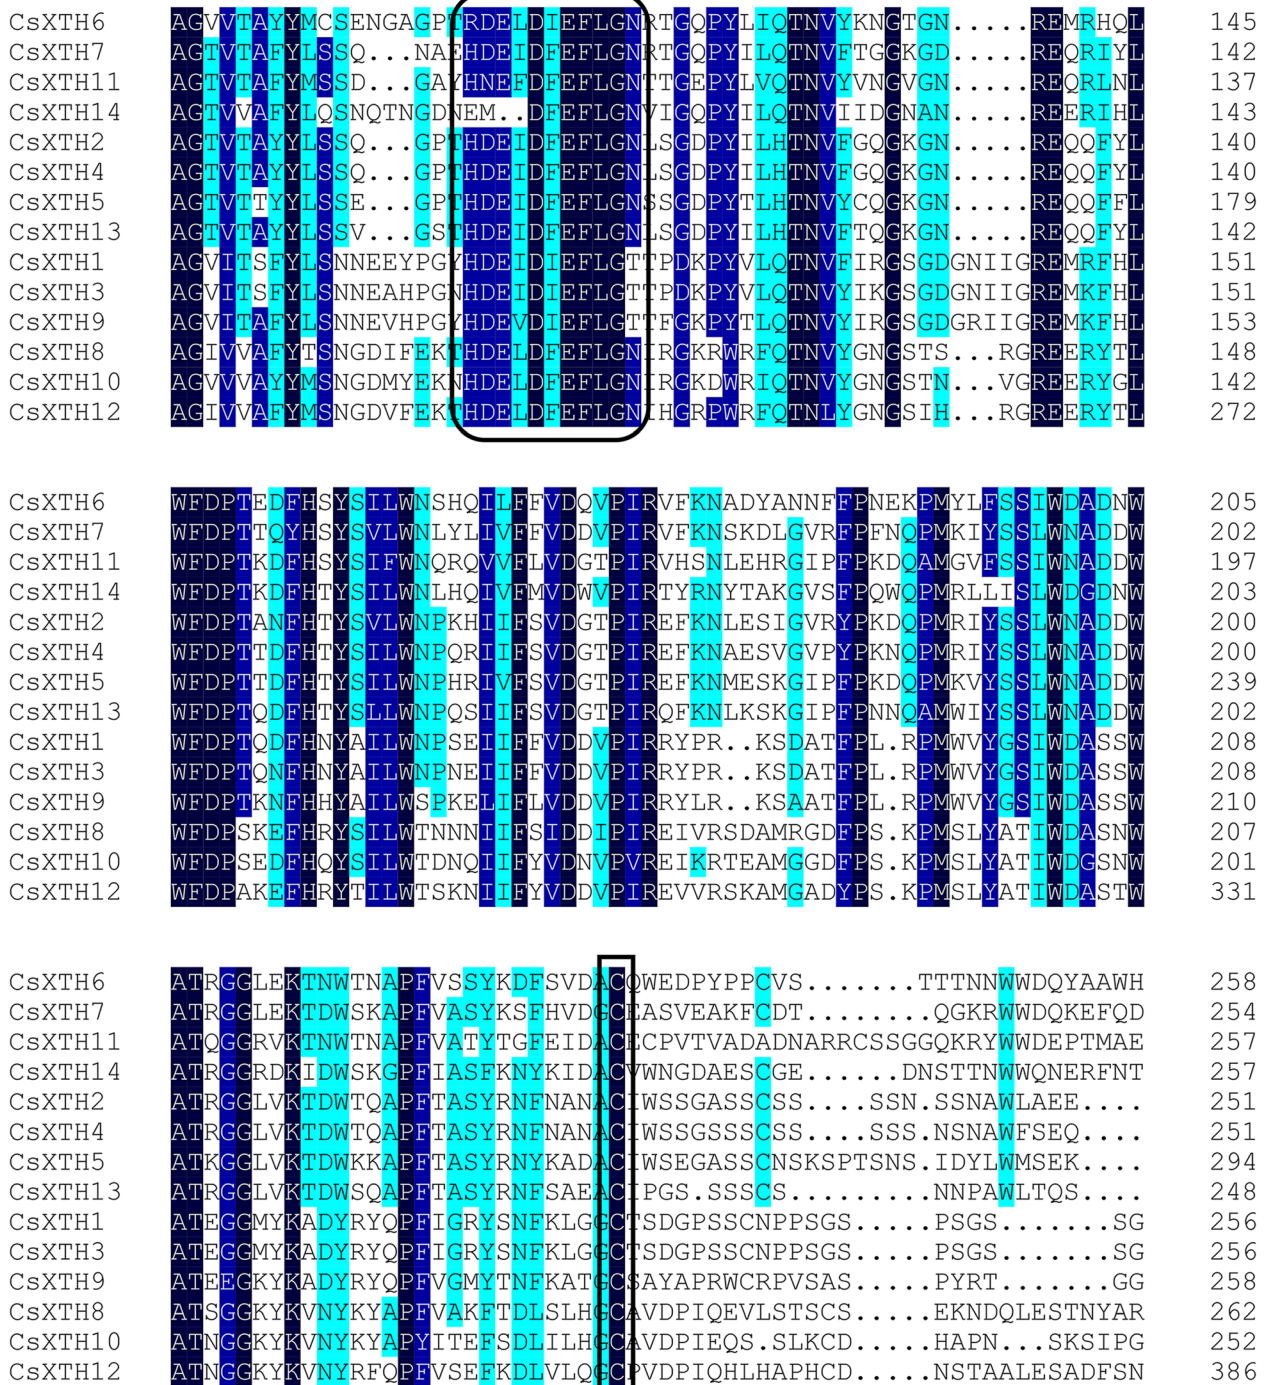 CsXTH6 AGVVTAYYMCSENGAGPTRDELDIEFLGNRTGQPYLIQTNVYKNGTGN.....REMRHQL 145
CsXTH7 AGTVTAFYLSSQ...NAEHDEIDFEFLGNRTGQPYILQTNVFTGGKGD.....REQRIYL 142
CsXTH11 AGTVTAFYMSSD...GAYHNEFDFEFLGNTTGEPYLVQTNVYVNGVGN.....REQRLNL 137
CsXTH14 AGTVVAFYLQSNQTNGDNEM..DFEFLGNVIGQPYILQTNVIIDGNAN.....REERIHL 143
CsXTH2 AGTVTAYYLSSQ...GPTHDEIDFEFLGNLSGDPYILHTNVFGQGKGN.....REQQFYL 140
CsXTH4 AGTVTAYYLSSQ...GPTHDEIDFEFLGNLSGDPYILHTNVFGQGKGN.....REQQFYL 140
CsXTH5 AGTVTTYYLSSE...GPTHDEIDFEFLGNSSGDPYTLHTNVYCQGKGN.....REQQFFL 179
CsXTH13 AGTVTAYYLSSV...GSTHDEIDFEFLGNLSGDPYILHTNVFTQGKGN.....REQQFYL 142
CsXTH1 AGVITSFYLSNNEEYPGYHDEIDIEFLGTTPDKPYVLQTNVFIRGSGDGNIIGREMRFHL 151
CsXTH3 AGVITSFYLSNNEAHPGNHDEIDIEFLGTTPDKPYVLQTNVYIKGSGDGNIIGREMKFHL 151
CsXTH9 AGVITAFYLSNNEVHPGYHDEVDIEFLGTTFGKPYTLQTNVYIRGSGDGRIIGREMKFHL 153
CsXTH8 AGIVVAFYTSNGDIFEKTHDELDFEFLGNIRGKRWRFQTNVYGNGSTS...RGREERYTL 148
CsXTH10 AGVVVAYYMSNGDMYEKNHDELDFEFLGNIRGKDWRIQTNVYGNGSTN...VGREERYGL 142
CsXTH12 AGIVVAFYMSNGDVFEKTHDELDFEFLGNIHGRPWRFQTNLYGNGSIH...RGREERYTL 272
CsXTH6 WFDPTEDFHSYSILWNSHQILFFVDQVPIRVFKNADYANNFFPNEKPMYLFSSIWDADNW 205
CsXTH7 WFDPTTQYHSYSVLWNLYLIVFFVDDVPIRVFKNSKDLGVRFPFNQPMKIYSSLWNADDW 202
CsXTH11 WFDPTKDFHSYSIFWNQRQVVFLVDGTPIRVHSNLEHRGIPFPKDQAMGVFSSIWNADDW 197
CsXTH14 WFDPTKDFHTYSILWNLHQIVFMVDWVPIRTYRNYTAKGVSFPQWQPMRLLISLWDGDNW 203
CsXTH2 WFDPTANFHTYSVLWNPKHIIFSVDGTPIREFKNLESIGVRYPKDQPMRIYSSLWNADDW 200
CsXTH4 WFDPTTDFHTYSILWNPQRIIFSVDGTPIREFKNAESVGVPYPKNQPMRIYSSLWNADDW 200
CsXTH5 WFDPTTDFHTYSILWNPHRIVFSVDGTPIREFKNMESKGIPFPKDQPMKVYSSLWNADDW 239
CsXTH13 WFDPTQDFHTYSLLWNPQSIIFSVDGTPIRQFKNLKSKGIPFPNNQAMWIYSSLWNADDW 202
CsXTH1 WFDPTQDFHNYAILWNPSEIIFFVDDVPIRRYPR..KSDATFPL.RPMWVYGSIWDASSW 208
CsXTH3 WFDPTQNFHNYAILWNPNEIIFFVDDVPIRRYPR..KSDATFPL.RPMWVYGSIWDASSW 208
CsXTH9 WFDPTKNFHHYAILWSPKELIFLVDDVPIRRYLR..KSAATFPL.RPMWVYGSIWDASSW 210
CsXTH8 WFDPSKEFHRYSILWTNNNIIFSIDDIPIREIVRSDAMRGDFPS.KPMSLYATIWDASNW 207
CsXTH10 WFDPSEDFHQYSILWTDNQIIFYVDNVPVREIKRTEAMGGDFPS.KPMSLYATIWDGSNW 201
CsXTH12 WFDPAKEFHRYTILWTSKNIIFYVDDVPIREVVRSKAMGADYPS.KPMSLYATIWDASTW 331
CsXTH6 ATRGGLEKTNWTNAPFVSSYKDFSVDACQWEDPYPPCVS.......TTTNNWWDQYAAWH 258
CsXTH7 ATRGGLEKTDWSKAPFVASYKSFHVDGCEASVEAKFCDT........QGKRWWDQKEFQD 254
CsXTH11 ATQGGRVKTNWTNAPFVATYTGFEIDACECPVTVADADNARRCSSGGQKRYWWDEPTMAE 257
CsXTH14 ATRGGRDKIDWSKGPFIASFKNYKIDACVWNGDAESCGE.......DNSTTNWWQNERFNT 257
CsXTH2 ATRGGLVKTDWTQAPFTASYRNFNANACIWSSGASSCSS....SSN.SSNAWLAEE.... 251
CsXTH4 ATRGGLVKTDWTQAPFTASYRNFNANACIWSSGSSSCSS....SSS.NSNAWFSEQ.... 251
CsXTH5 ATKGGLVKTDWKKAPFTASYRNYKADACIWSEGASSCNSKSPTSNS.IDYLWMSEK.... 294
CsXTH13 ATRGGLVKTDWSQAPFTASYRNFSAEACIPGS.SSSCS.........NNPAWLTQS.... 248
CsXTH1 ATEGGMYKADYRYQPFIGRYSNFKLGGCTSDGPSSCNPPSGS.....PSGS.......SG 256
CsXTH3 ATEGGMYKADYRYQPFIGRYSNFKLGGCTSDGPSSCNPPSGS.....PSGS.......SG 256
CsXTH9 ATEEGKYKADYRYQPFVGMYTNFKATGCSAYAPRWCRPVSAS.....PYRT.......GG 258
CsXTH8 ATSGGKYKVNYKYAPFVAKFTDLSLHGCAVDPIQEVLSTSCS.....EKNDQLESTNYAR 262
CsXTH10 ATNGGKYKVNYKYAPYITEFSDLILHGCAVDPIEQS.SLKCD.....HAPN...SKSIPG 252
CsXTH12 ATNGGKYKVNYRFQPFVSEFKDLVLQGCPVDPIQHLHAPHCD.....NSTAALESADFSN 386